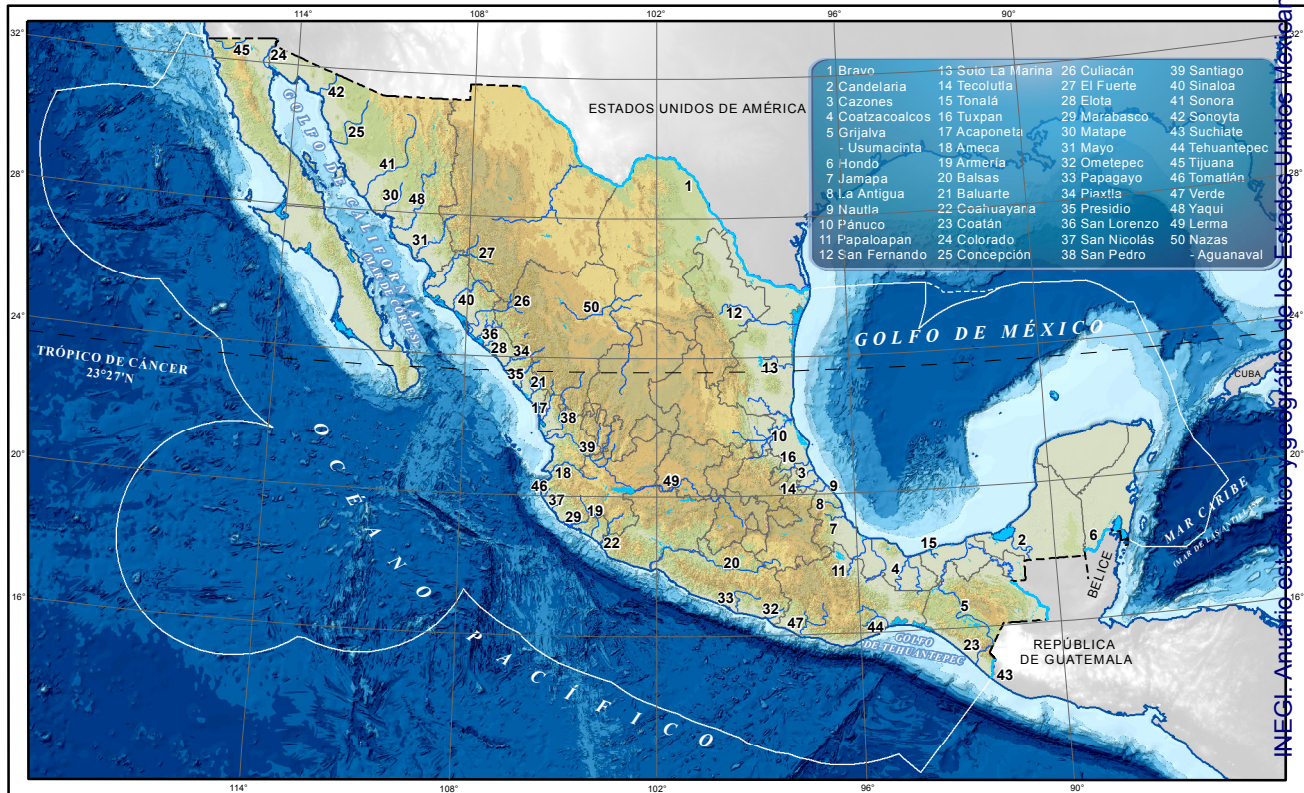 114°
108°
102°
96°
90°
32°
32°
45
24
42
ESTADOS UNIDOS DE AMÉRICA
1 Bravo
2 Candelaria
3 Cazones
4 Coatzacoalcos
5 Grijalva
- Usumacinta
6 Hondo
7 Jamapa
8 La Antigua
9 Nautla
10 Pánuco
11 Papaloapan
12 San Fernando
13 Soto La Marina
14 Tecolutla
15 Tonalá
16 Tuxpan
17 Acaponeta
18 Ameca
19 Armería
20 Balsas
21 Baluarte
22 Coahuayana
23 Coatán
24 Colorado
25 Concepción
26 Culiacán
27 El Fuerte
28 Elota
29 Marabasco
30 Matape
31 Mayo
32 Ometepec
33 Papagayo
34 Piaxtla
35 Presidio
36 San Lorenzo
37 San Nicolás
38 San Pedro
39 Santiago
40 Sinaloa
41 Sonora
42 Sonoyta
43 Suchiate
44 Tehuantepec
45 Tijuana
46 Tomatlán
47 Verde
48 Yaqui
49 Lerma
50 Nazas
- Aguanaval
25
41
28°
28°
1
30
48
31
27
GOLFO DE CALIFORNIA
(MAR DE CORTÉS)
40
26
50
12
24°
24°
36
28
34
GOLFO DE MÉXICO
TRÓPICO DE CÁNCER
23°27'N
35
21
13
CUBA
17
38
39
10
16
20°
20°
18
46
37
49
3
14
9
8
29
19
7
22
15
2
6
MAR CARIBE
(MAR DE LAS ANTILLAS)
BELICE
20
11
4
16°
16°
33
32
47
44
5
GOLFO
DE TEHUANTEPEC
23
REPÚBLICA
DE GUATEMALA
43
OCÉANO PACÍFICO
114°
108°
102°
96°
90°
INEGI. Anuario estadístico y geográfico de los Estados Unidos Mexican